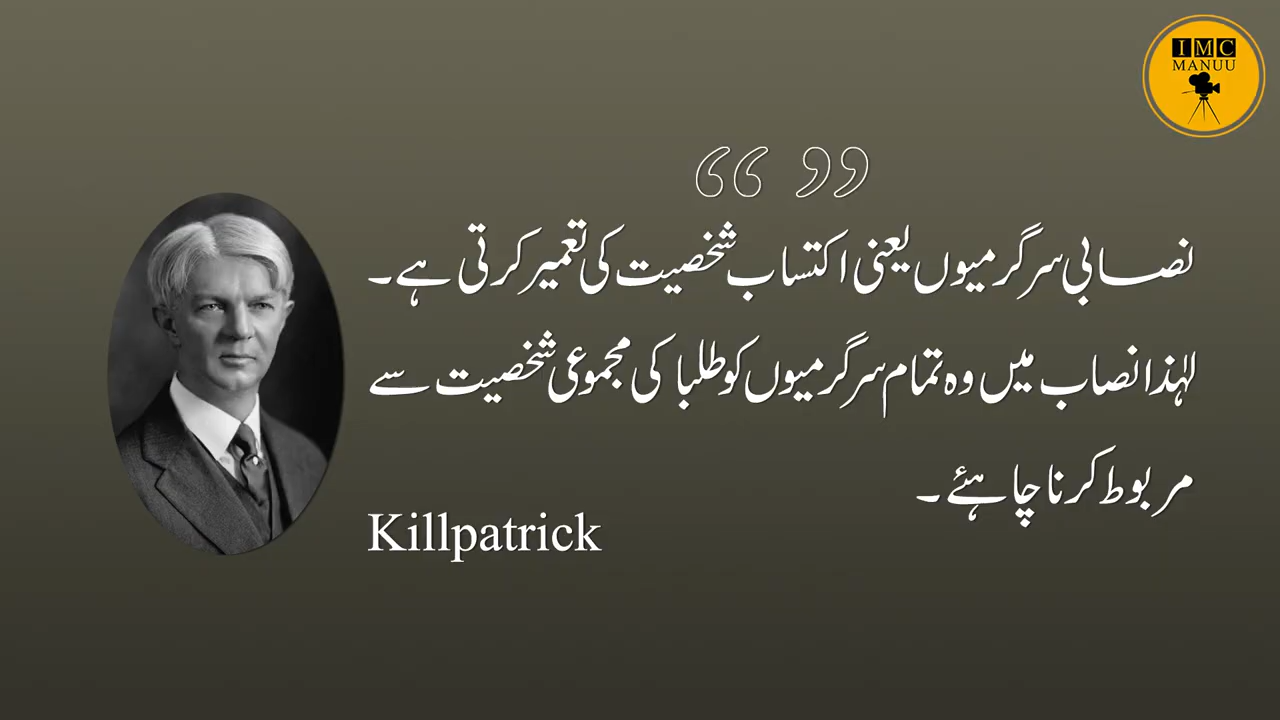 IMC
MANUU
نصابی سرگرمیوں یعنی اکتساب شخصیت کی تعمیر کرتی ہے۔
لہٰذا نصاب میں وہ تمام سرگرمیوں کو طلبا کی مجموعی شخصیت سے
مربوط کرنا چاہئے۔
Killpatrick